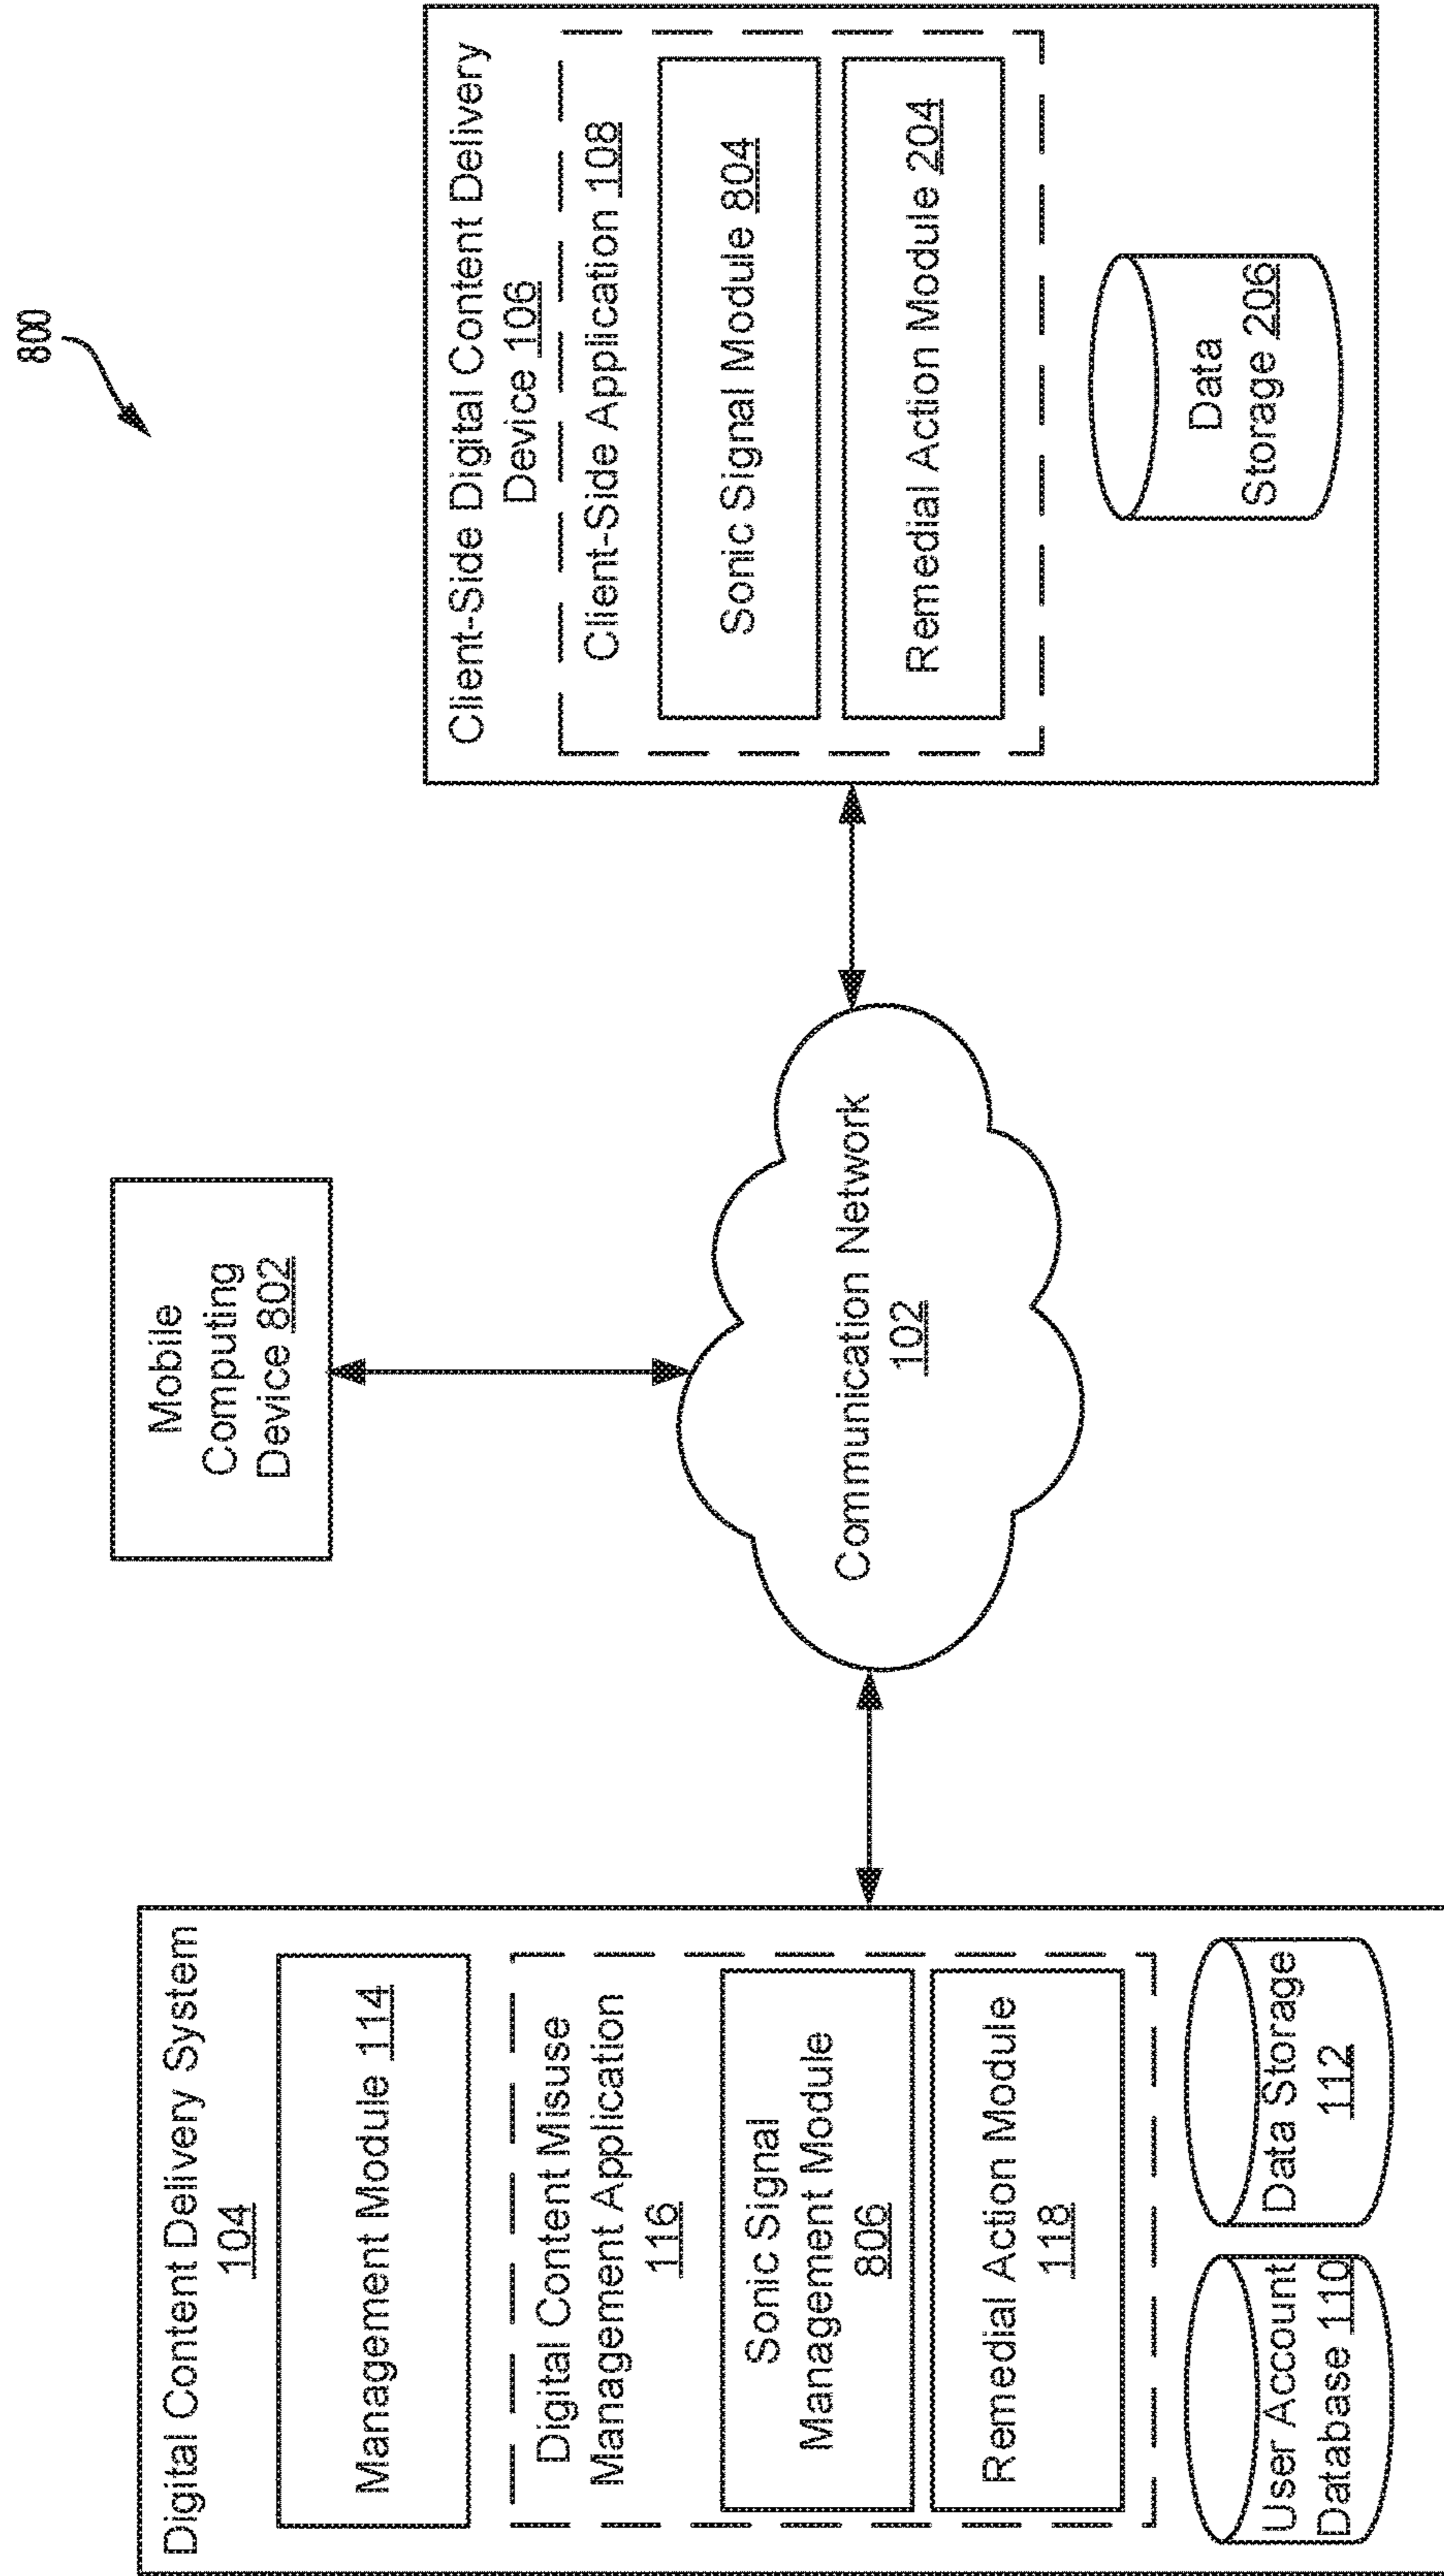 800
Digital Content Delivery System
104
Management Module 114
Digital Content Misuse
Management Application
116
Sonic Signal
Management Module
806
Remedial Action Module
118
User Account
Database 110
Data Storage
112
Mobile
Computing
Device 802
Communication Network
102
Client-Side Digital Content Delivery
Device 106
Client-Side Application 108
Sonic Signal Module 804
Remedial Action Module 204
Data
Storage 206